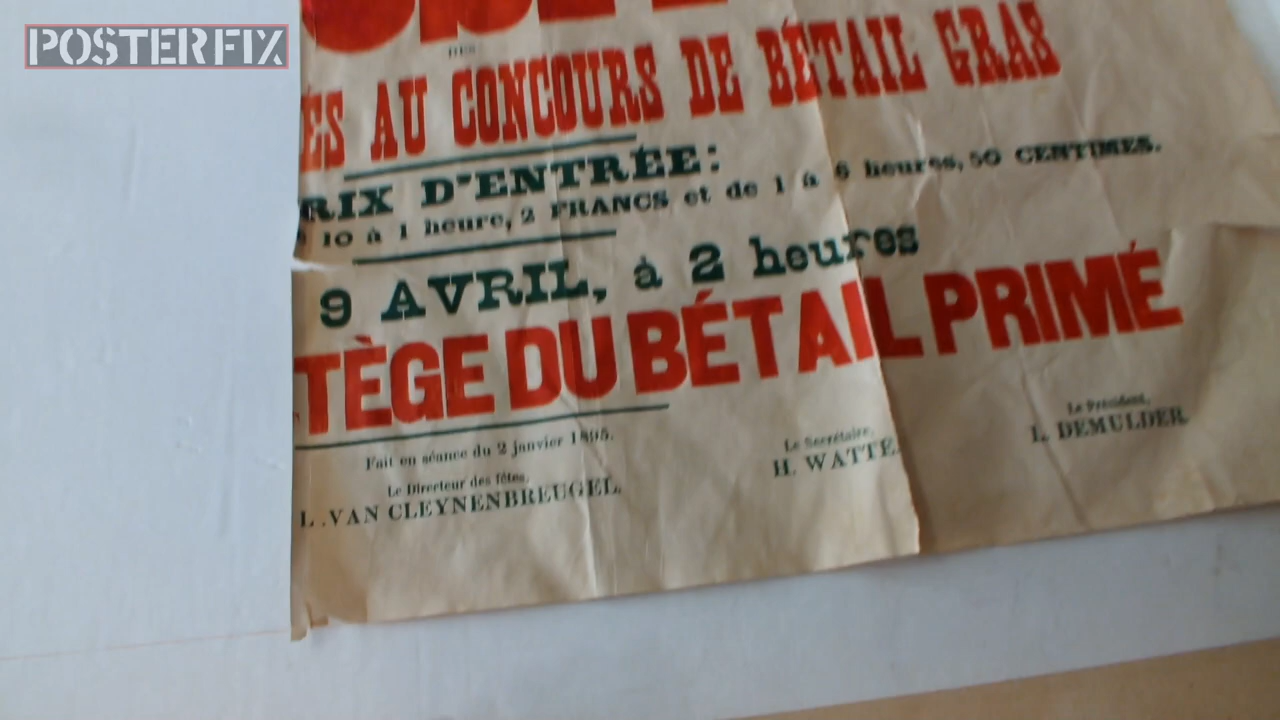 POSTERFIX
DES
ÉS AU CONCOURS DE BÉTAIL GRAS
RIX D'ENTRÉE:
10 à 1 heure, 2 FRANCS et de 1 à 6 heures, 50 CENTIMES.
9 AVRIL, à 2 heures
TÈGE DU BÉTAIL PRIMÉ
Fait en séance du 2 janvier 1895.
Le Directeur des fêtes,
L. VAN CLEYNENBREUGEL.
Le Secrétaire,
H. WATTÉ.
Le Président,
L. DEMULDER.